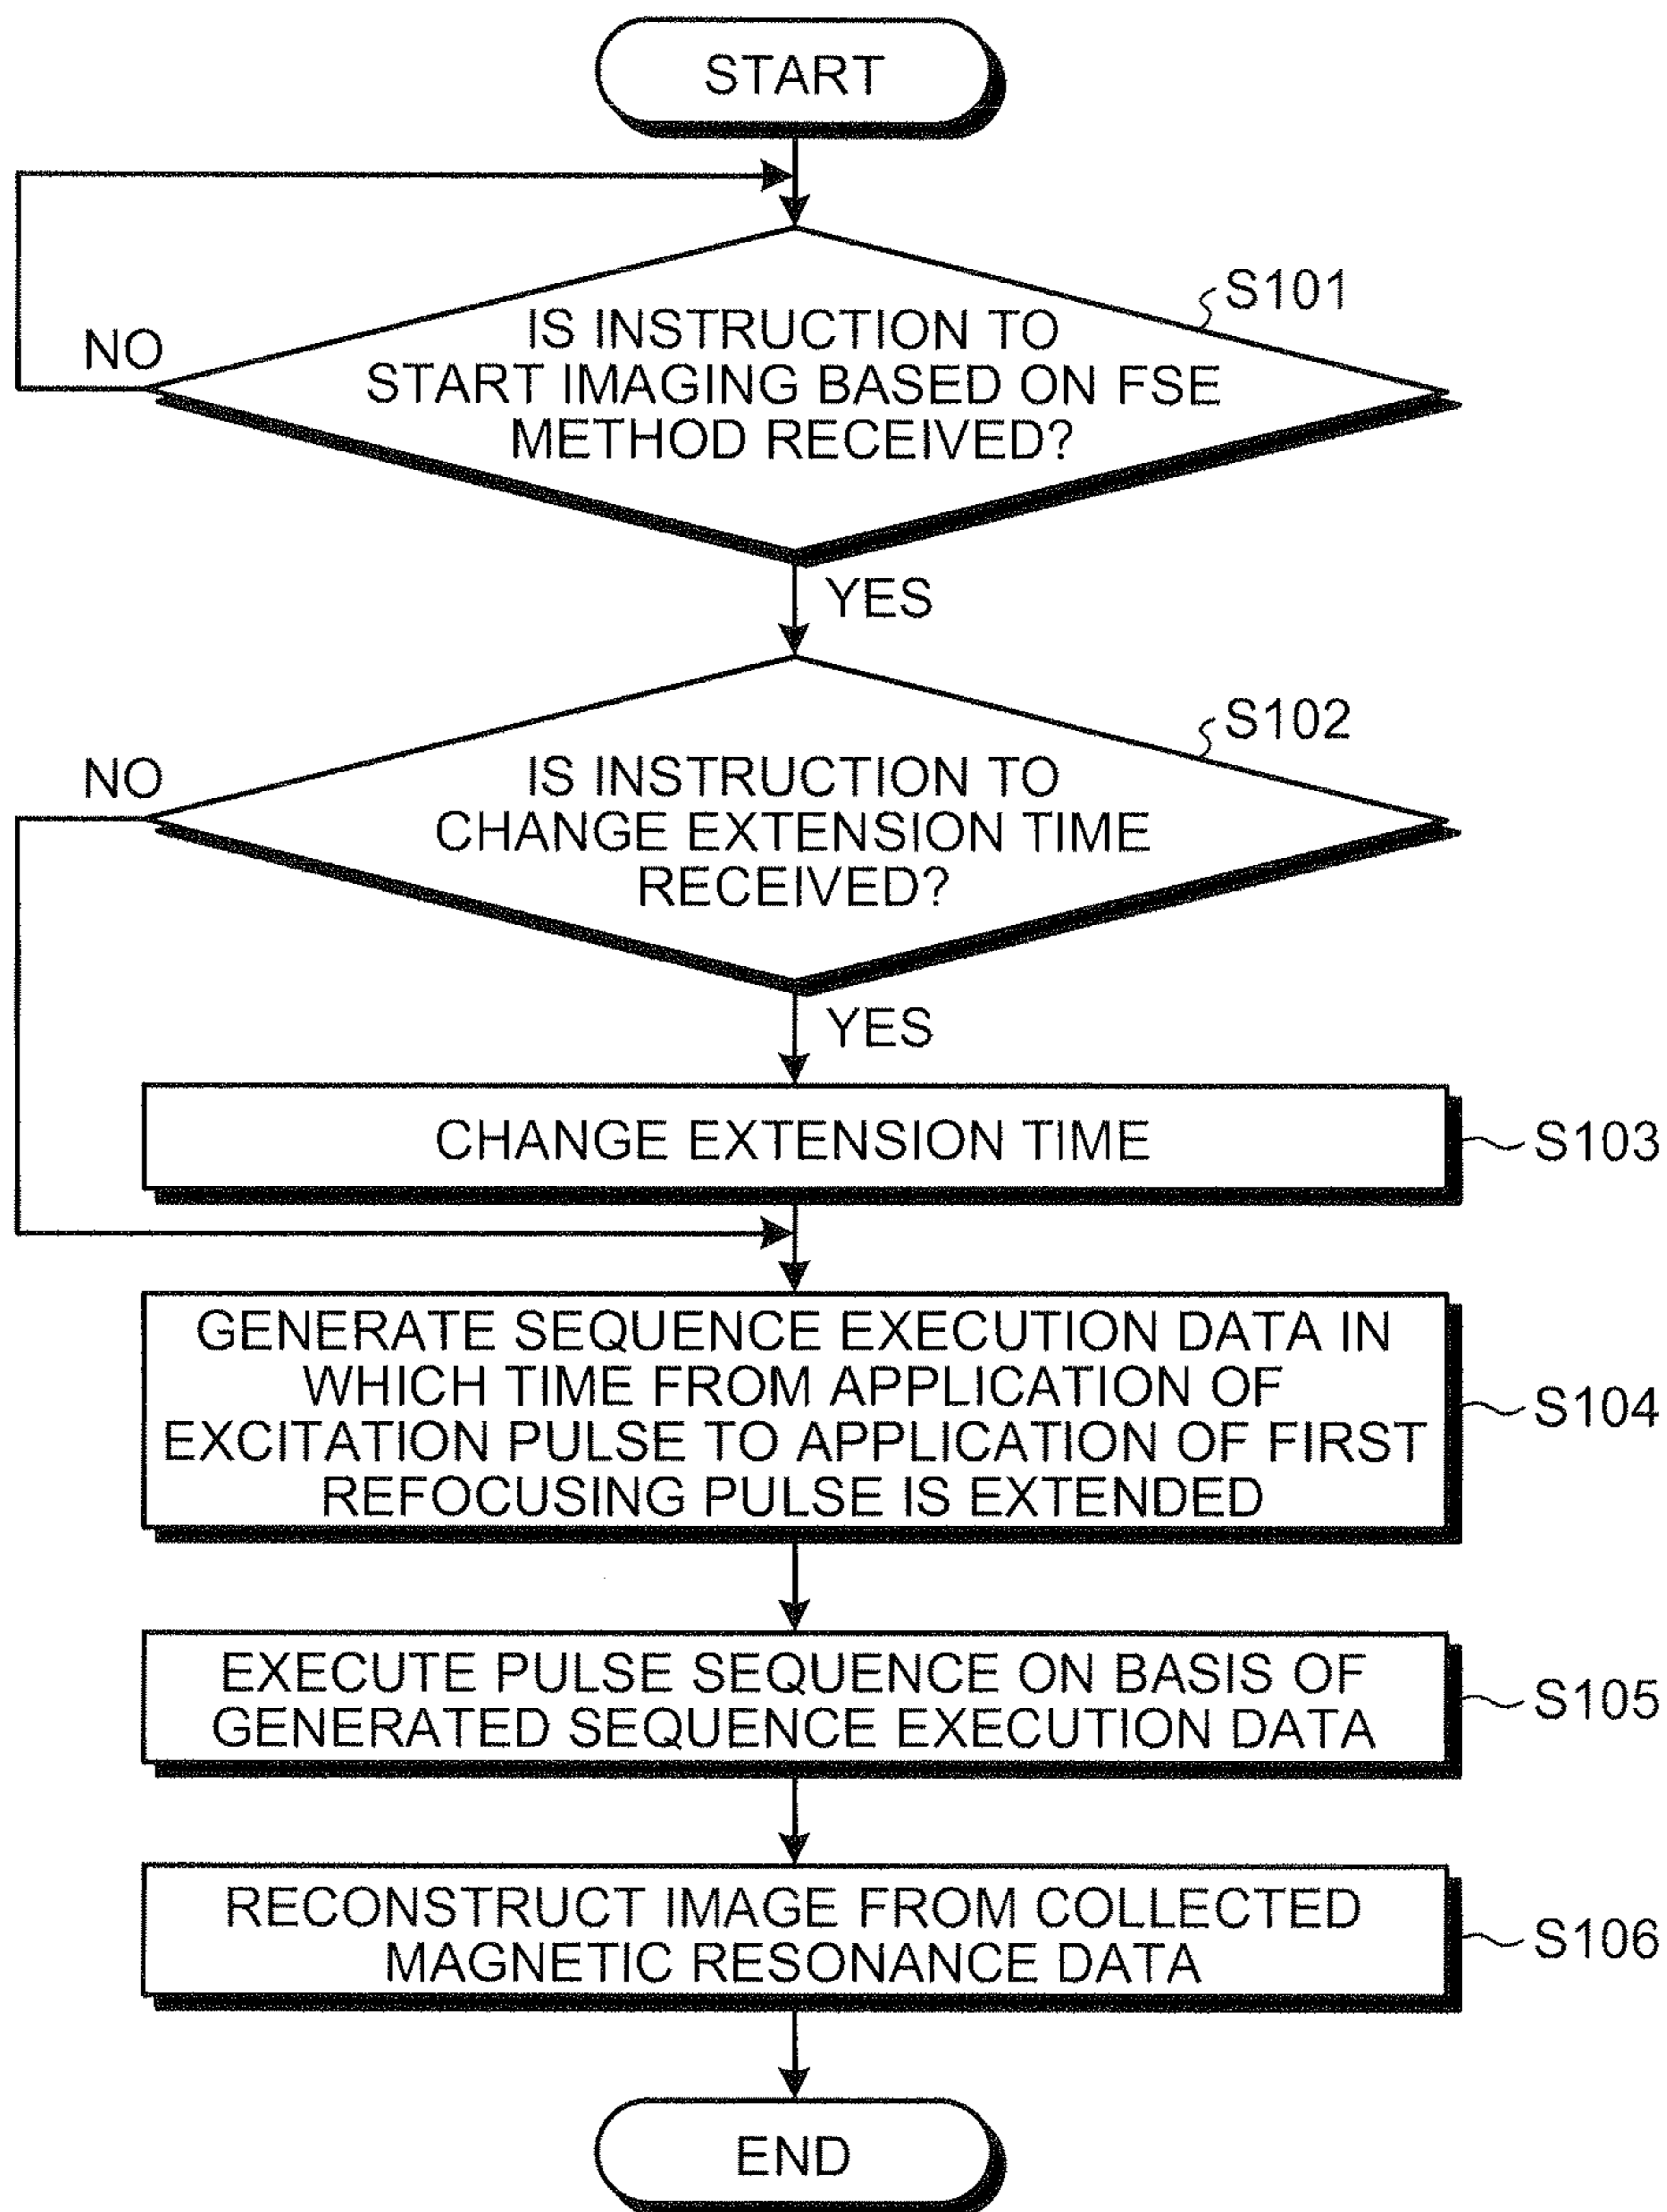 START
S101
IS INSTRUCTION TO
START IMAGING BASED ON FSE
METHOD RECEIVED?
NO
YES
S102
IS INSTRUCTION TO
CHANGE EXTENSION TIME
RECEIVED?
NO
YES
CHANGE EXTENSION TIME
S103
GENERATE SEQUENCE EXECUTION DATA IN
WHICH TIME FROM APPLICATION OF
EXCITATION PULSE TO APPLICATION OF FIRST
REFOCUSING PULSE IS EXTENDED
S104
EXECUTE PULSE SEQUENCE ON BASIS OF
GENERATED SEQUENCE EXECUTION DATA
S105
RECONSTRUCT IMAGE FROM COLLECTED
MAGNETIC RESONANCE DATA
S106
END